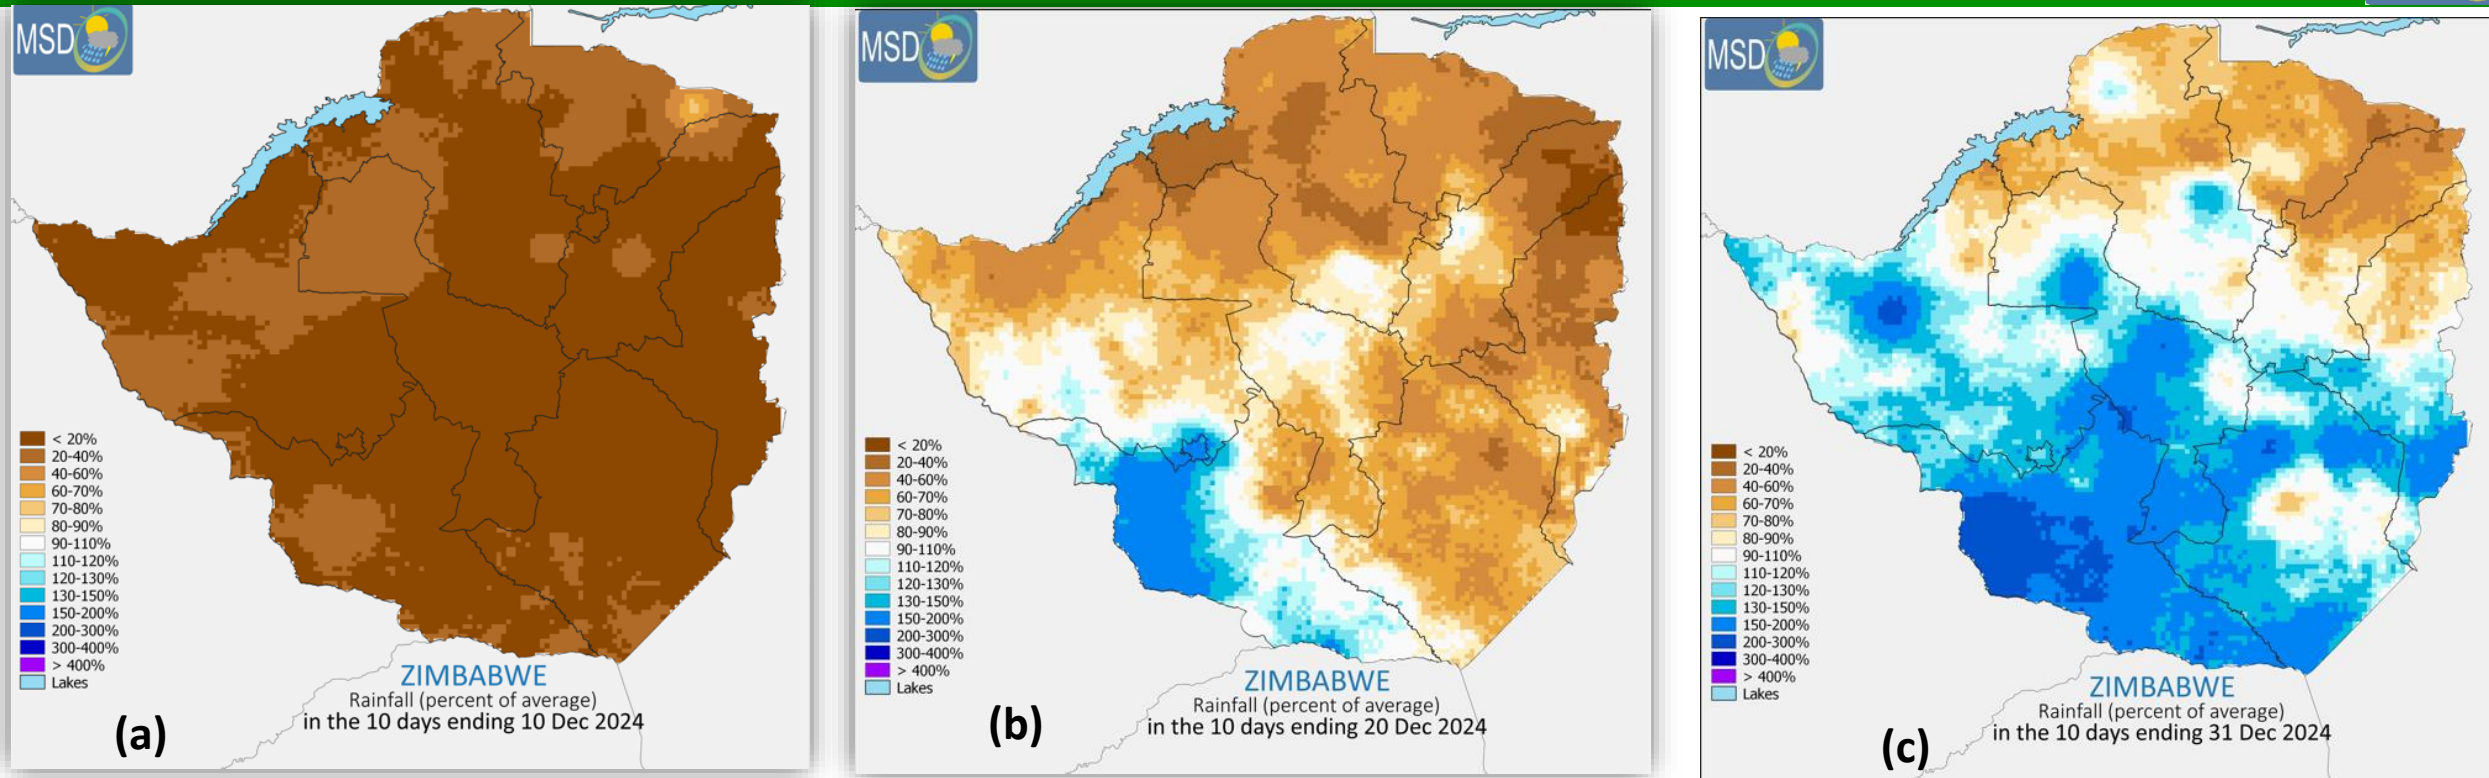 MSD
< 20%
20-40%
40-60%
60-70%
70-80%
80-90%
90-110%
110-120%
120-130%
130-150%
150-200%
200-300%
300-400%
> 400%
Lakes
ZIMBABWE
Rainfall (percent of average)
in the 10 days ending 10 Dec 2024
(a)
MSD
< 20%
20-40%
40-60%
60-70%
70-80%
80-90%
90-110%
110-120%
120-130%
130-150%
150-200%
200-300%
300-400%
> 400%
Lakes
ZIMBABWE
Rainfall (percent of average)
in the 10 days ending 20 Dec 2024
(b)
MSD
< 20%
20-40%
40-60%
60-70%
70-80%
80-90%
90-110%
110-120%
120-130%
130-150%
150-200%
200-300%
300-400%
> 400%
Lakes
ZIMBABWE
Rainfall (percent of average)
in the 10 days ending 31 Dec 2024
(c)